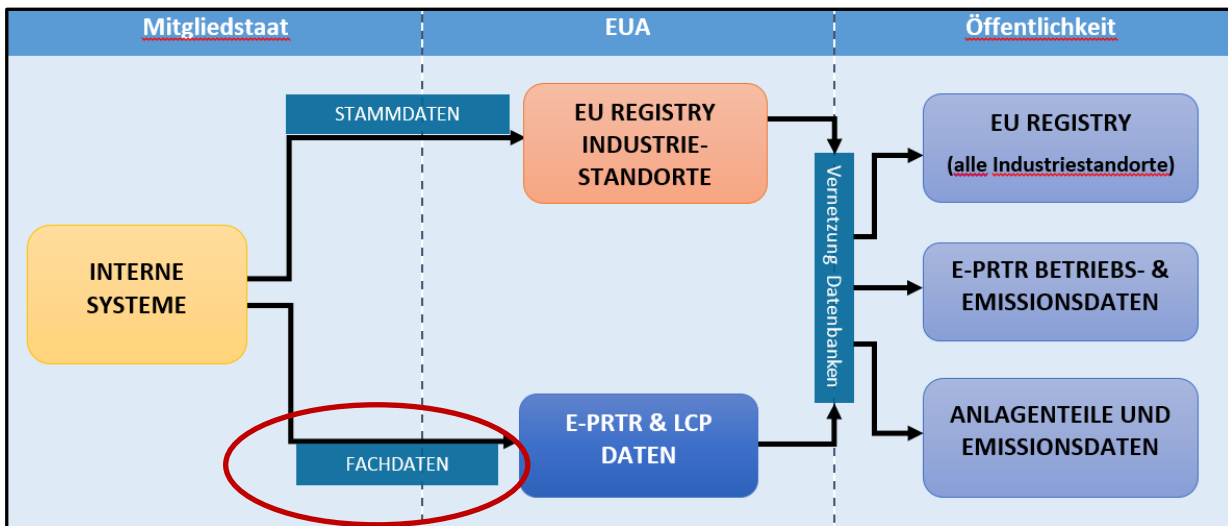 Mitgliedstaat
EUA
Öffentlichkeit
STAMMDATEN
EU REGISTRY
INDUSTRIE-
STANDORTE
EU REGISTRY
(alle Industriestandorte)
INTERNE
SYSTEME
Vernetzung Datenbanken
E-PRTR BETRIEBS- &
EMISSIONSDATEN
FACHDATEN
E-PRTR & LCP
DATEN
ANLAGENTEILE UND
EMISSIONSDATEN